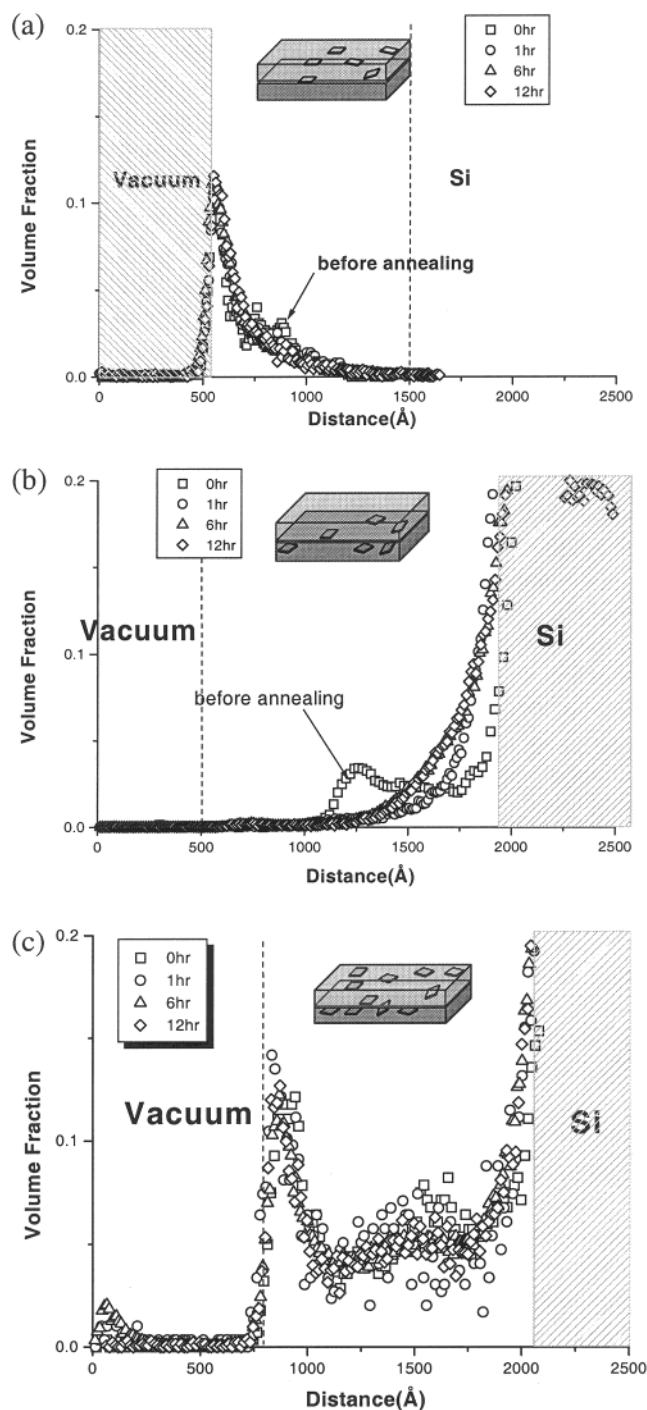 (a)
0.2
0hr
1hr
6hr
12hr
Vacuum
Si
0.1
Volume Fraction
before annealing
0.0
0 500 1000 1500 2000 2500
Distance(Å)
(b)
0.2
0hr
1hr
6hr
12hr
Vacuum
Si
0.1
Volume Fraction
before annealing
0.0
0 500 1000 1500 2000 2500
Distance(Å)
(c)
0.2
0hr
1hr
6hr
12hr
Vacuum
Si
0.1
Volume Fraction
0.0
0 500 1000 1500 2000 2500
Distance(Å)